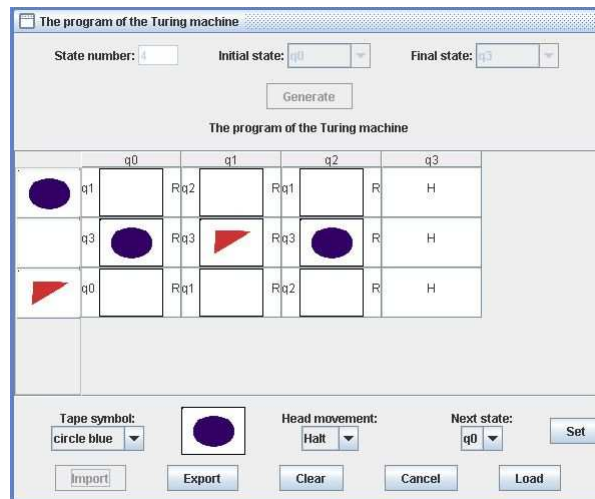 The program of the Turing machine
State number: 4 Initial state: q0 Final state: q3
Generate
The program of the Turing machine
q0 q1 q2 q3
q1 R q2 R q1 R H
q3 R q3 R q3 R H
q0 R q1 R q2 R H
Tape symbol: Head movement: Next state:
circle blue Halt q0 Set
Import Export Clear Cancel Load